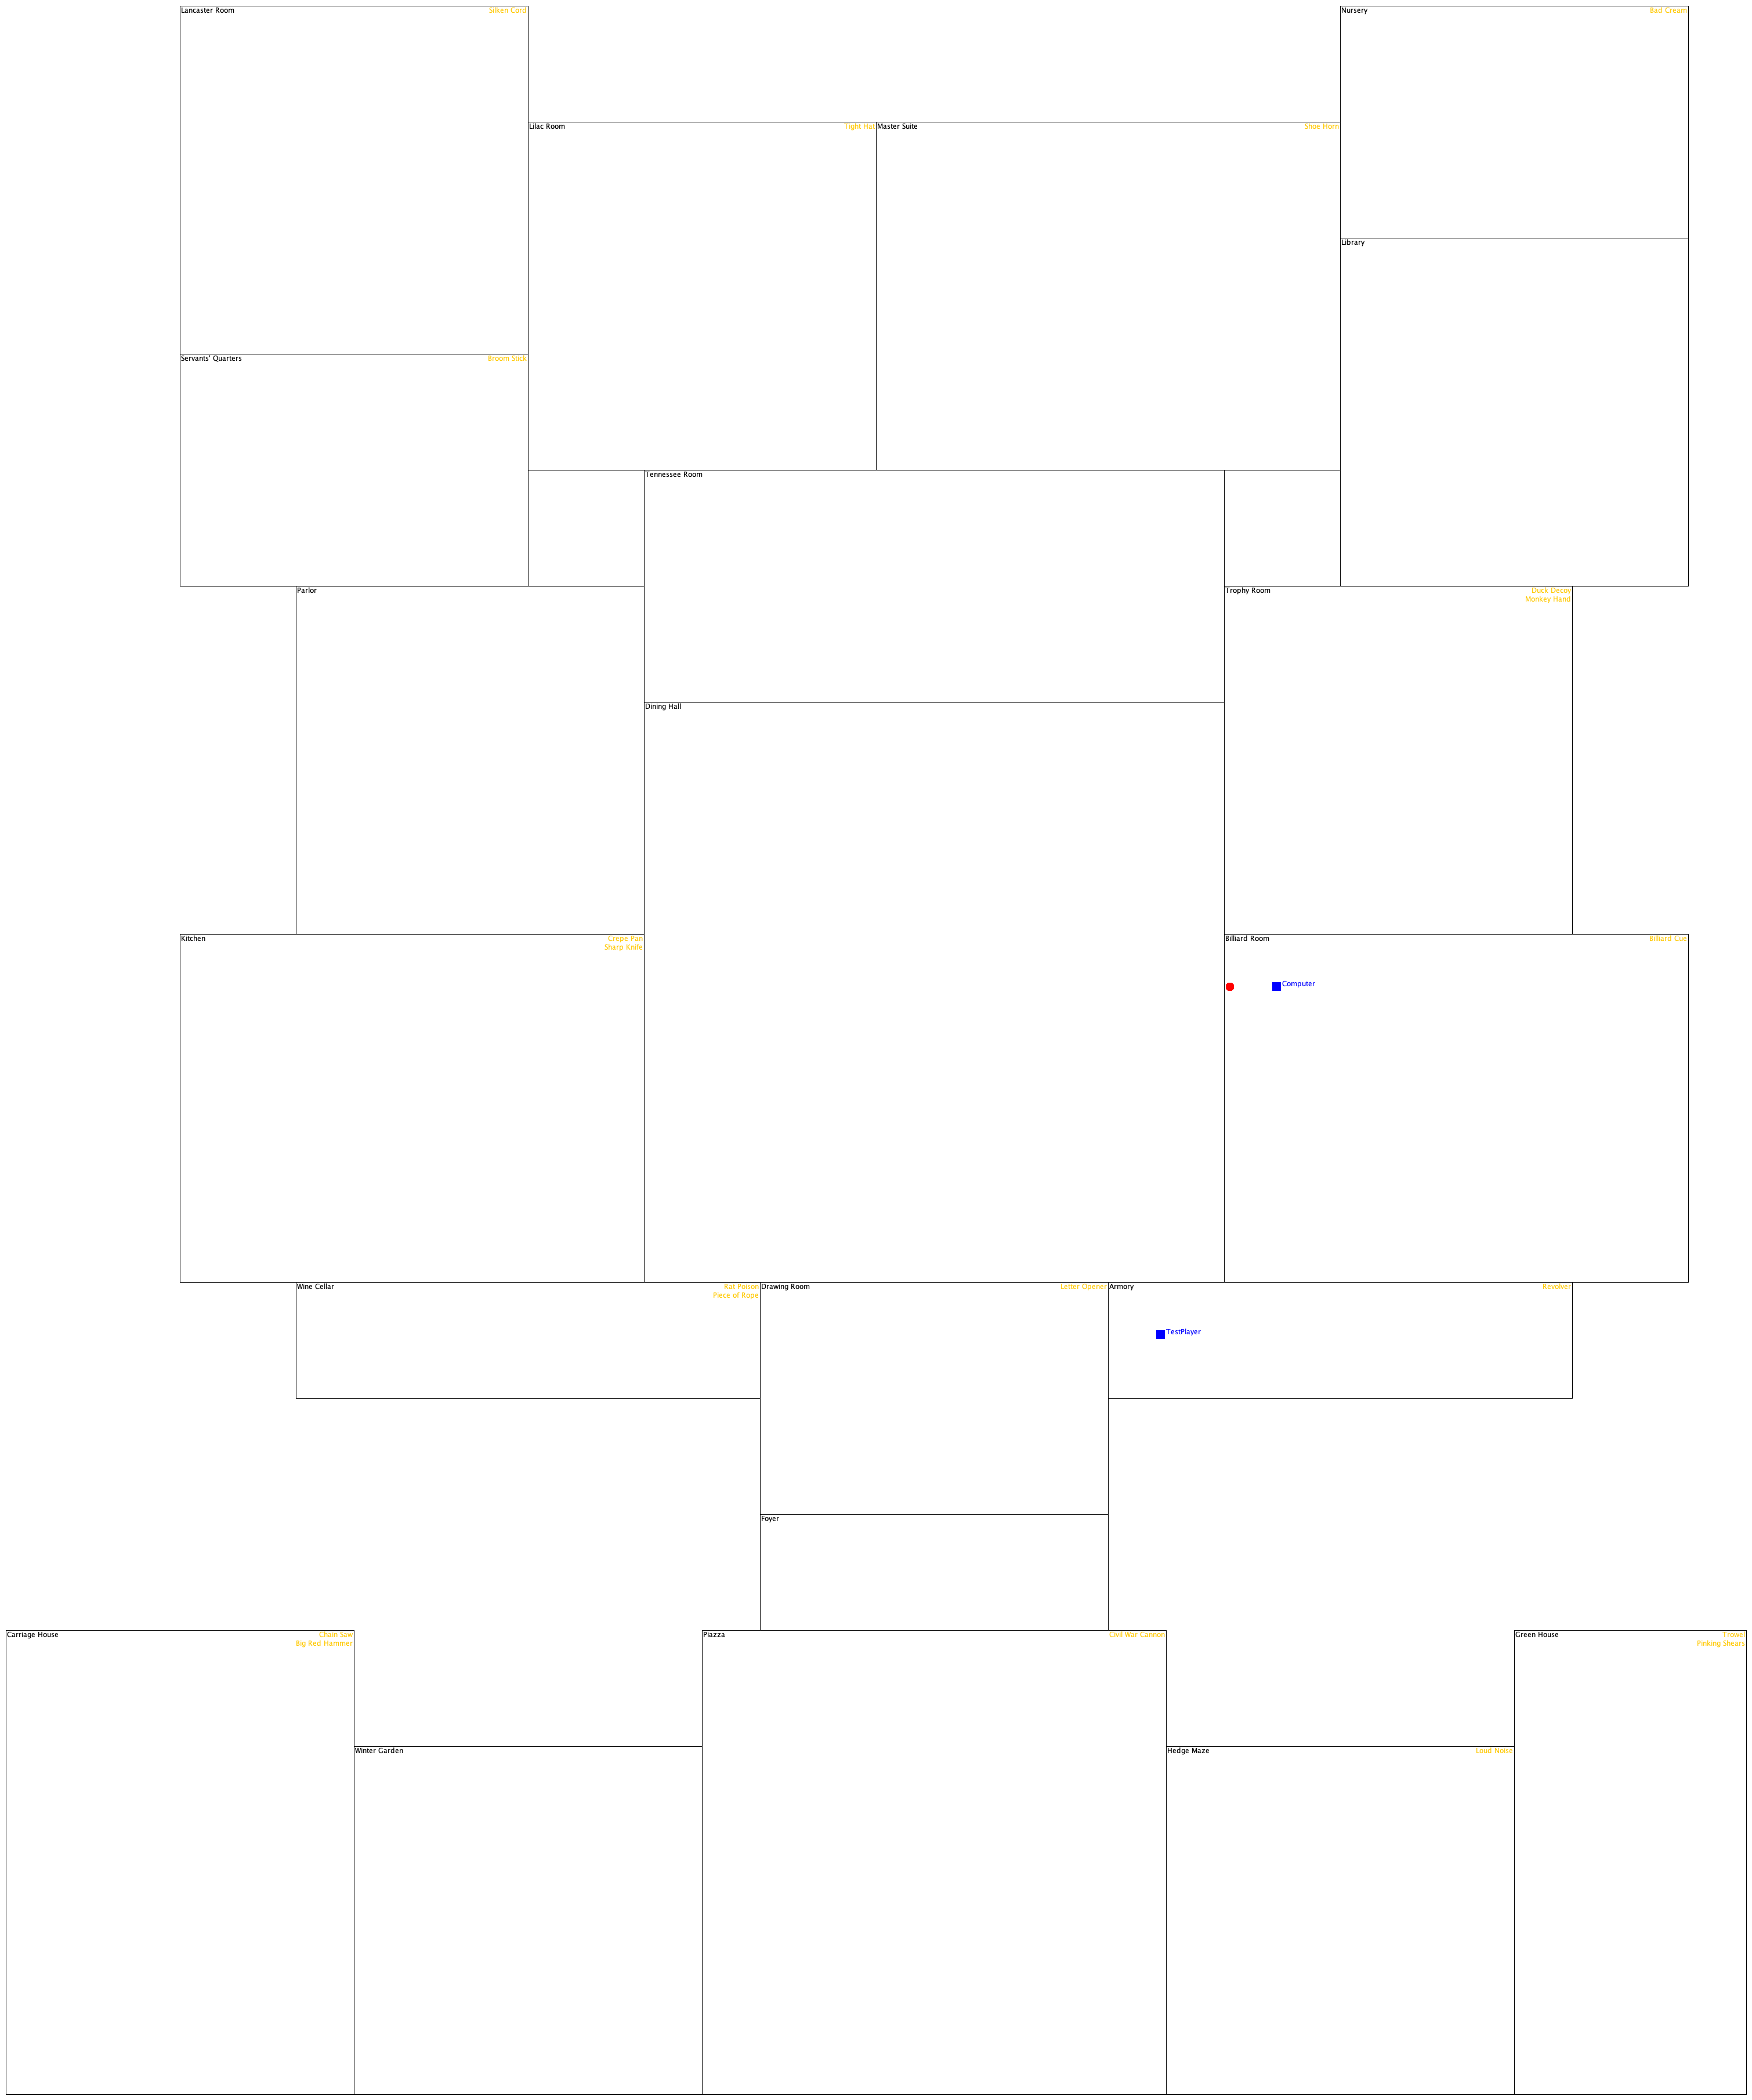 Lancaster Room Silken Cord
Nursery Bad Cream
Lilac Room Tight Hat
Master Suite Shoe Horn
Library
Servants' Quarters Broom Stick
Tennessee Room
Parlor
Trophy Room Duck Decoy
Monkey Hand
Dining Hall
Kitchen Crepe Pan
Sharp Knife
Billiard Room Billiard Cue
Computer
Wine Cellar Rat Poison
Piece of Rope
Drawing Room Letter Opener
Armory Revolver
TestPlayer
Foyer
Carriage House Chain Saw
Big Red Hammer
Piazza Civil War Cannon
Green House Trowel
Pinking Shears
Winter Garden
Hedge Maze Loud Noise